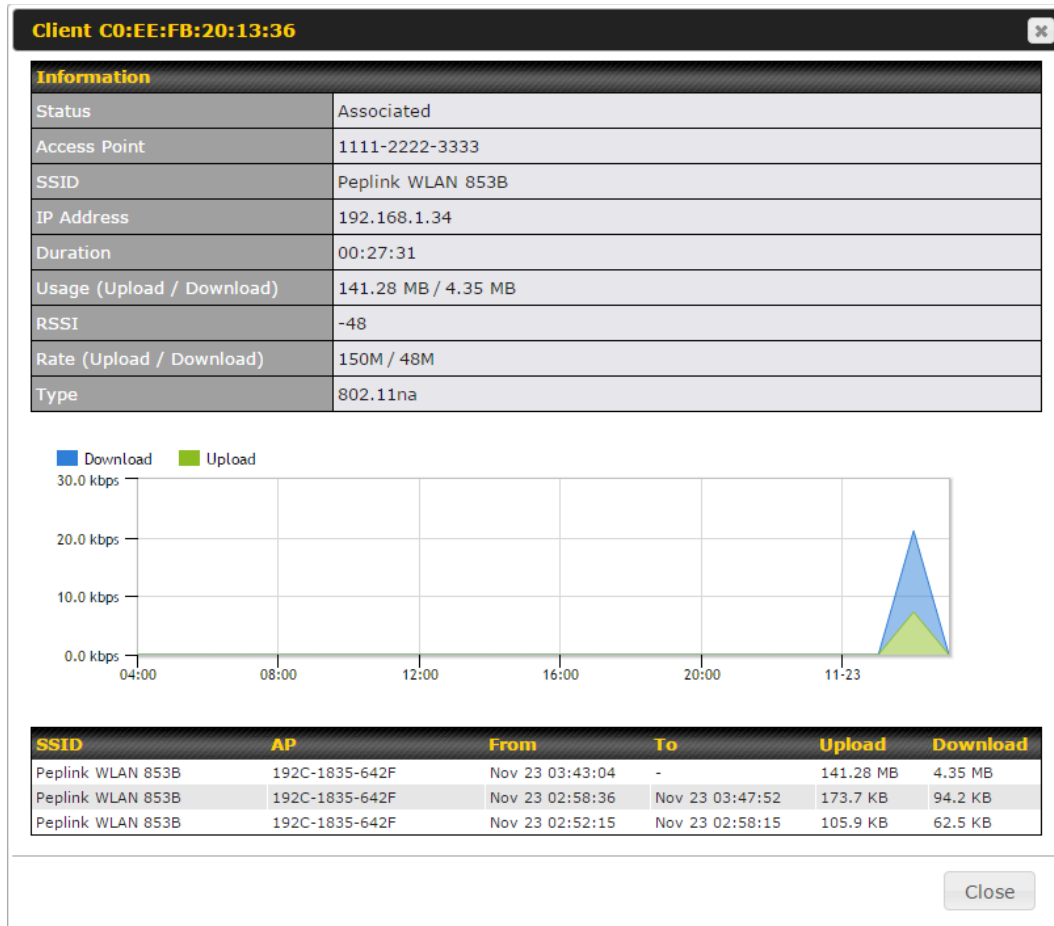 Client C0:EE:FB:20:13:36
Information
Status Associated
Access Point 1111-2222-3333
SSID Peplink WLAN 853B
IP Address 192.168.1.34
Duration 00:27:31
Usage (Upload / Download) 141.28 MB / 4.35 MB
RSSI -48
Rate (Upload / Download) 150M / 48M
Type 802.11na
Download Upload
30.0 kbps
20.0 kbps
10.0 kbps
0.0 kbps
04:00 08:00 12:00 16:00 20:00 11-23
SSID AP From To Upload Download
Peplink WLAN 853B 192C-1835-642F Nov 23 03:43:04 - 141.28 MB 4.35 MB
Peplink WLAN 853B 192C-1835-642F Nov 23 02:58:36 Nov 23 03:47:52 173.7 KB 94.2 KB
Peplink WLAN 853B 192C-1835-642F Nov 23 02:52:15 Nov 23 02:58:15 105.9 KB 62.5 KB
Close